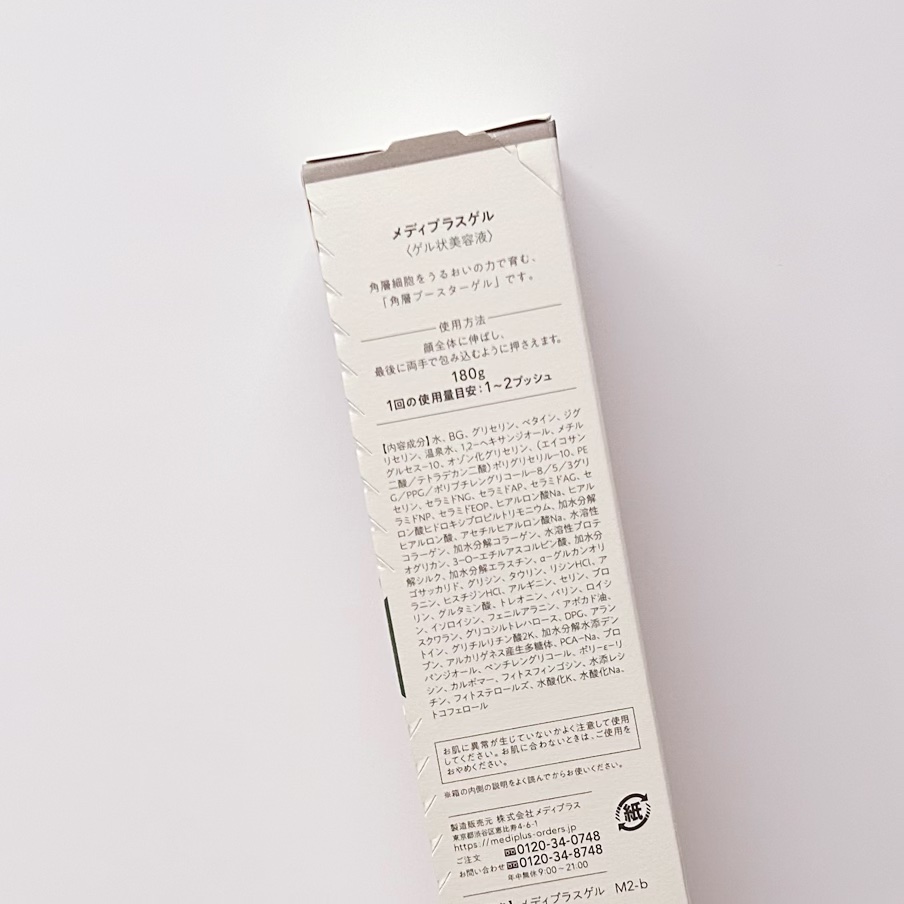 メディプラスゲル
〈ゲル状美容液〉
角層細胞をうるおいの力で育む、
「角層ブースターゲル」です。
使用方法
顔全体に伸ばし、
最後に両手で包み込むように押さえます。
180g
1回の使用量目安：1～2プッシュ
【内容成分】水、BG、グリセリン、ベタイン、ジグ
リセリン、温泉水、1,2-ヘキサンジオール、メチル
グルセス-10、オゾン化グリセリン、(エイコサン
二酸/テトラデカン二酸)ポリグリセリル-10、PE
G/PPG/ポリブチレングリコール-8/5/3グリ
セリン、セラミドNG、セラミドAP、セラミドAG、セ
ラミドNP、セラミドEOP、ヒアルロン酸Na、ヒアル
ロン酸ヒドロキシプロピルトリモニウム、加水分解
ヒアルロン酸、アセチルヒアルロン酸Na、水溶性
コラーゲン、加水分解コラーゲン、水溶性プロテ
オグリカン、3-O-エチルアスコルビン酸、加水分
解シルク、加水分解エラスチン、α-グルカンオリ
ゴサッカリド、グリシン、タウリン、リシンHCl、ア
ラニン、ヒスチジンHCl、アルギニン、セリン、プロ
リン、グルタミン酸、トレオニン、バリン、ロイシ
ン、イソロイシン、フェニルアラニン、アボカド油、
スクワラン、グリコシルトレハロース、DPG、アラン
トイン、グリチルリチン酸2K、加水分解水添デン
プン、アルカリゲネス産生多糖体、PCA-Na、プロ
パンジオール、ペンチレングリコール、ポリ-ε-リ
シン、カルボマー、フィトスフィンゴシン、水添レシ
チン、フィトステロールズ、水酸化K、水酸化Na、
トコフェロール
お肌に異常が生じていないかよく注意して使用
してください。お肌に合わないときは、ご使用を
おやめください。
※箱の内側の説明をよく読んでからお使いください。
製造販売元 株式会社メディプラス
東京都渋谷区恵比寿4-6-1
https://mediplus-orders.jp
ご注文 0120-34-0748
お問い合わせ 0120-34-8748
年中無休 9:00～21:00
紙
メディプラスゲル M2-b